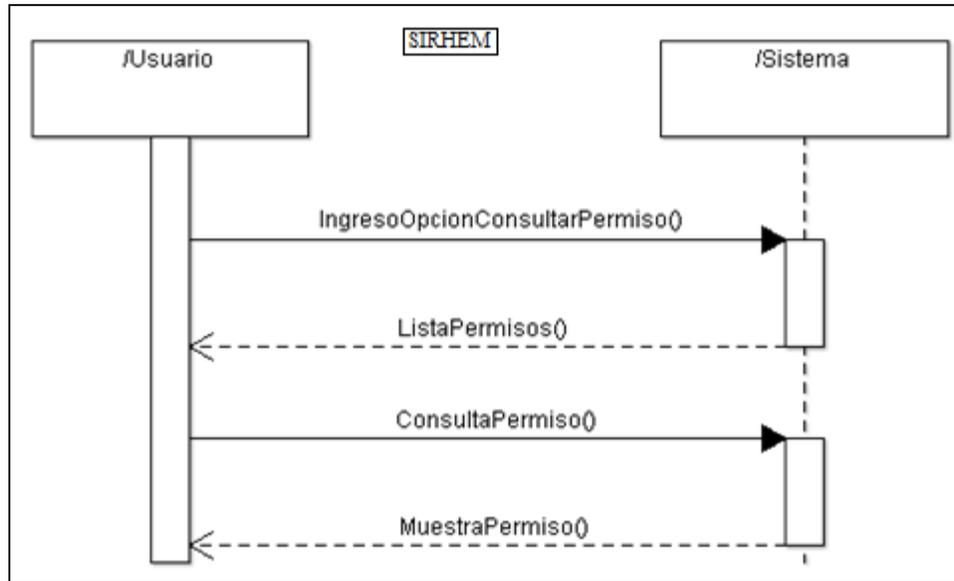 SIRHEM
/Usuario
/Sistema
IngresoOpcionConsultarPermiso()
ListaPermisos()
ConsultaPermiso()
MuestraPermiso()